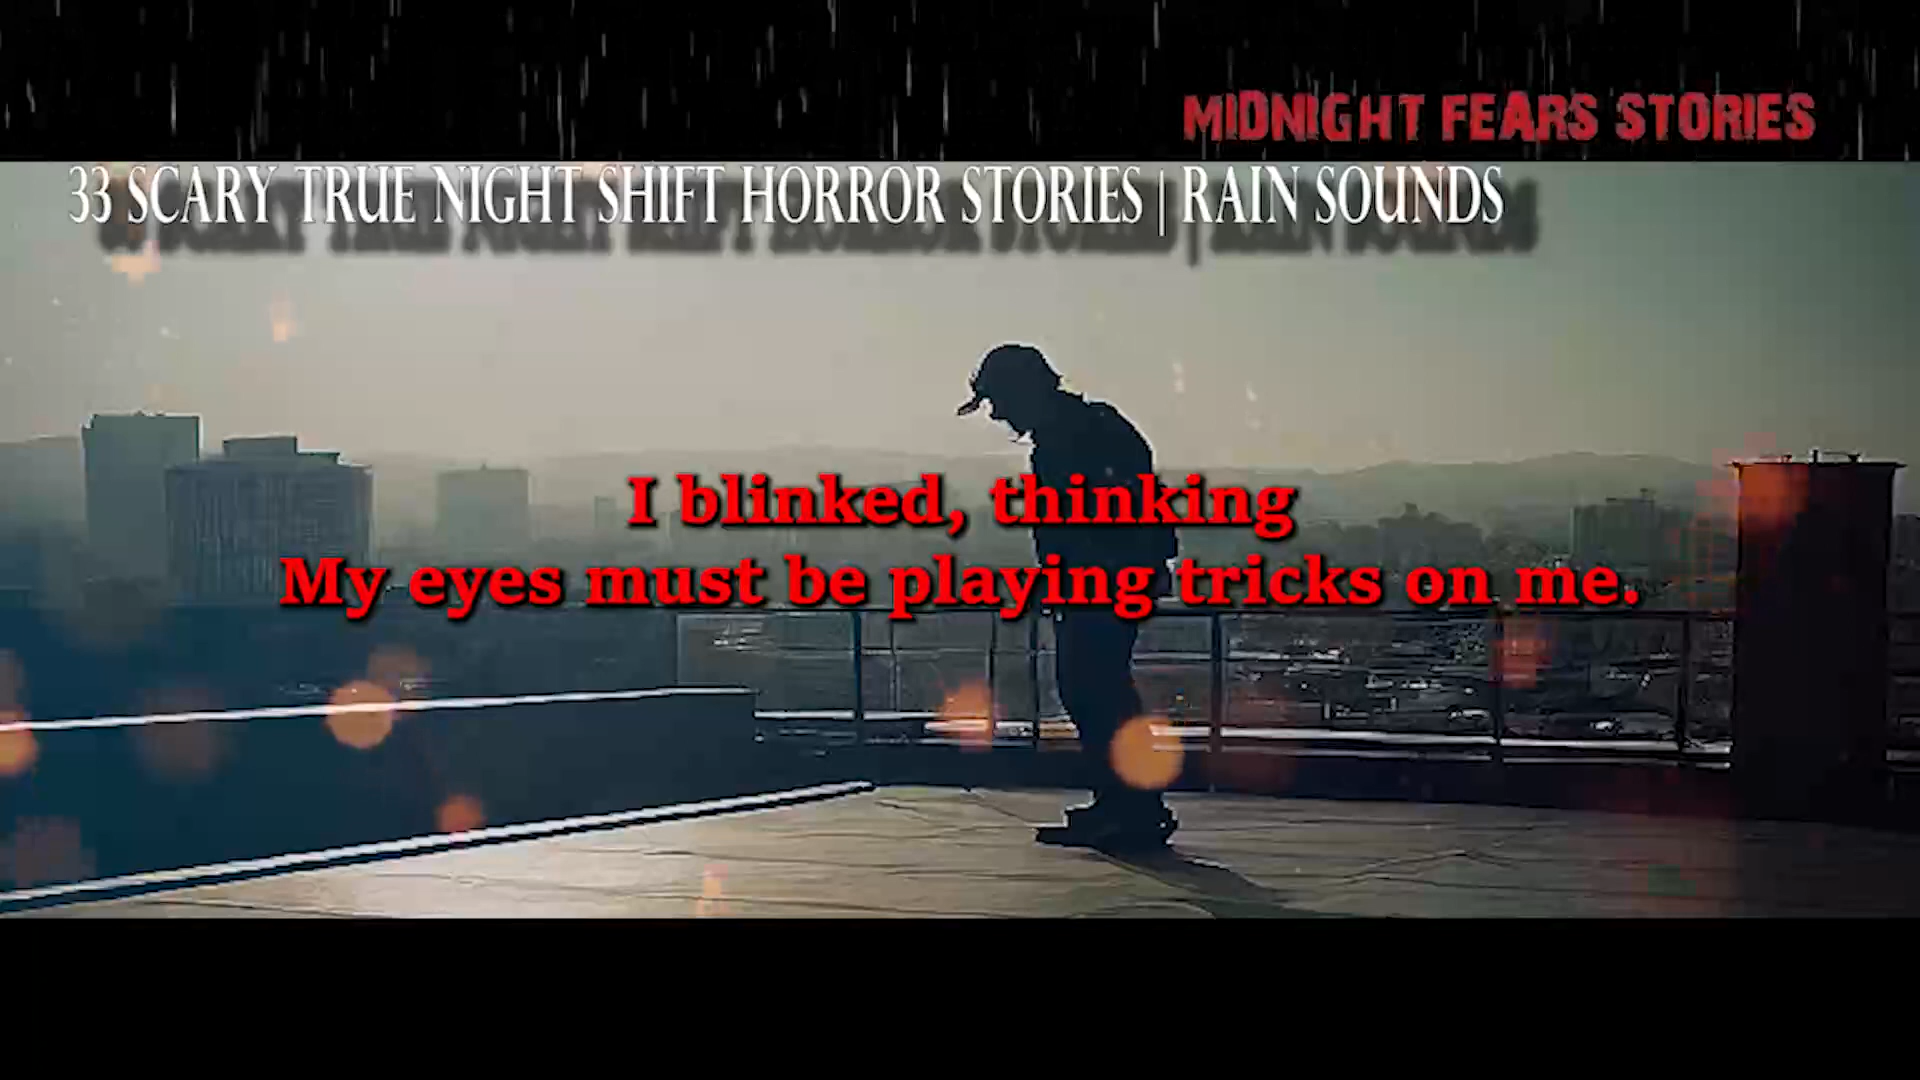 MIDNIGHT FEARS STORIES
33 SCARY TRUE NIGHT SHIFT HORROR STORIES | RAIN SOUNDS
I blinked, thinking
My eyes must be playing tricks on me.